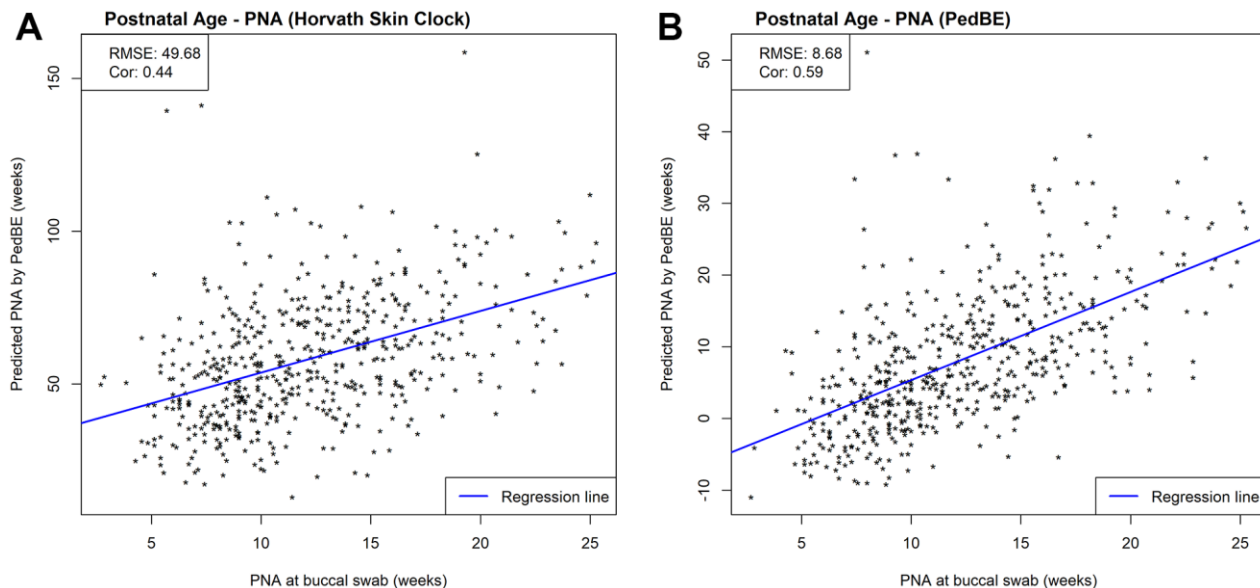 A
Postnatal Age - PNA (Horvath Skin Clock)
RMSE: 49.68
Cor: 0.44
Predicted PNA by PedBE (weeks)
150
100
50
Regression line
5 10 15 20 25
PNA at buccal swab (weeks)
B
Postnatal Age - PNA (PedBE)
RMSE: 8.68
Cor: 0.59
Predicted PNA by PedBE (weeks)
50
40
30
20
10
0
-10
Regression line
5 10 15 20 25
PNA at buccal swab (weeks)